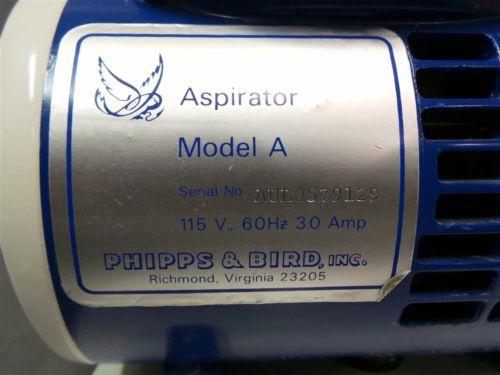 Aspirator
Model A
Serial No. AUL0579129
115 V., 60Hz 3.0 Amp
PHIPPS & BIRD, INC.
Richmond, Virginia 23205